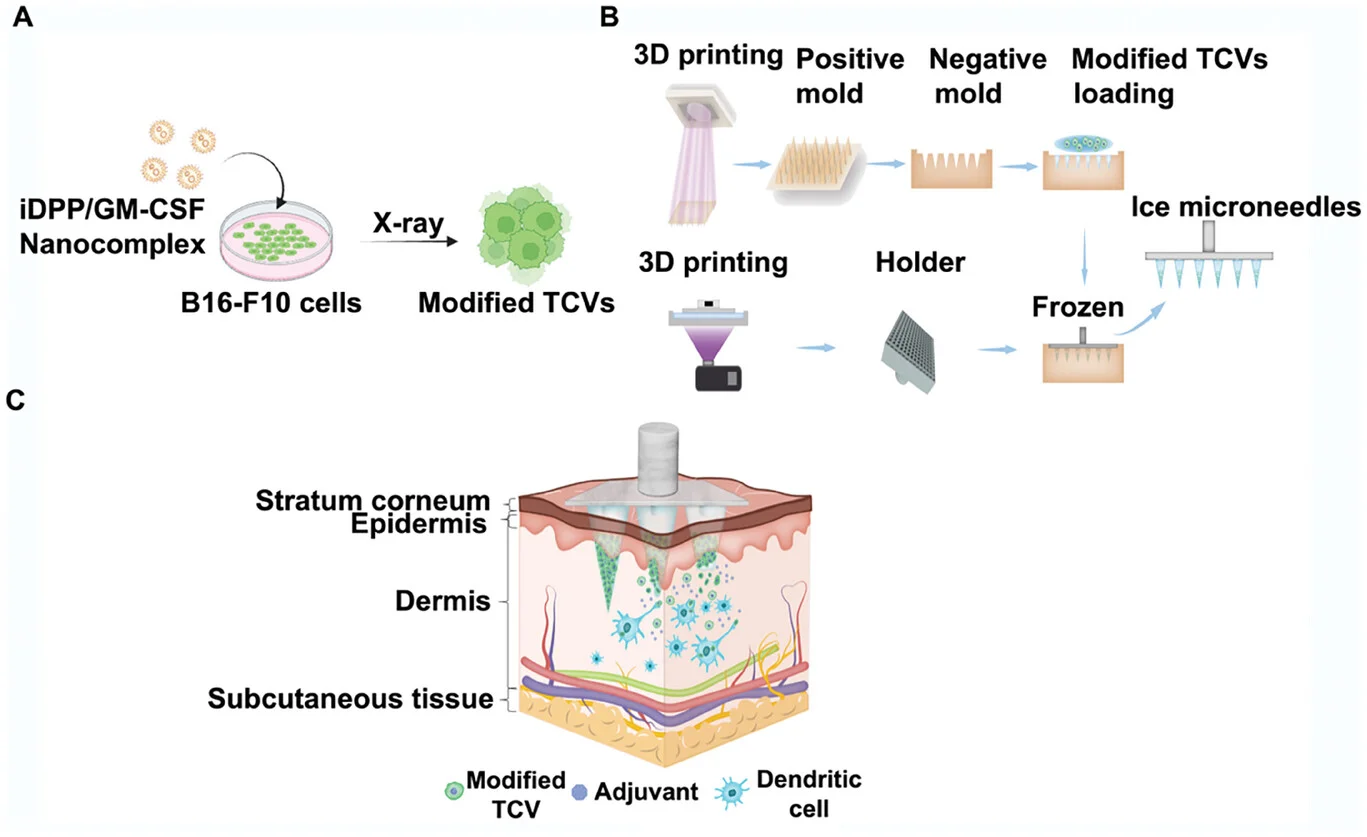 A
iDPP/GM-CSF
Nanocomplex
X-ray
B16-F10 cells
Modified TCVs
B
3D printing
Positive
mold
Negative
mold
Modified TCVs
loading
Ice microneedles
3D printing
Holder
Frozen
C
Stratum corneum
Epidermis
Dermis
Subcutaneous tissue
Modified
TCV
Adjuvant
Dendritic
cell